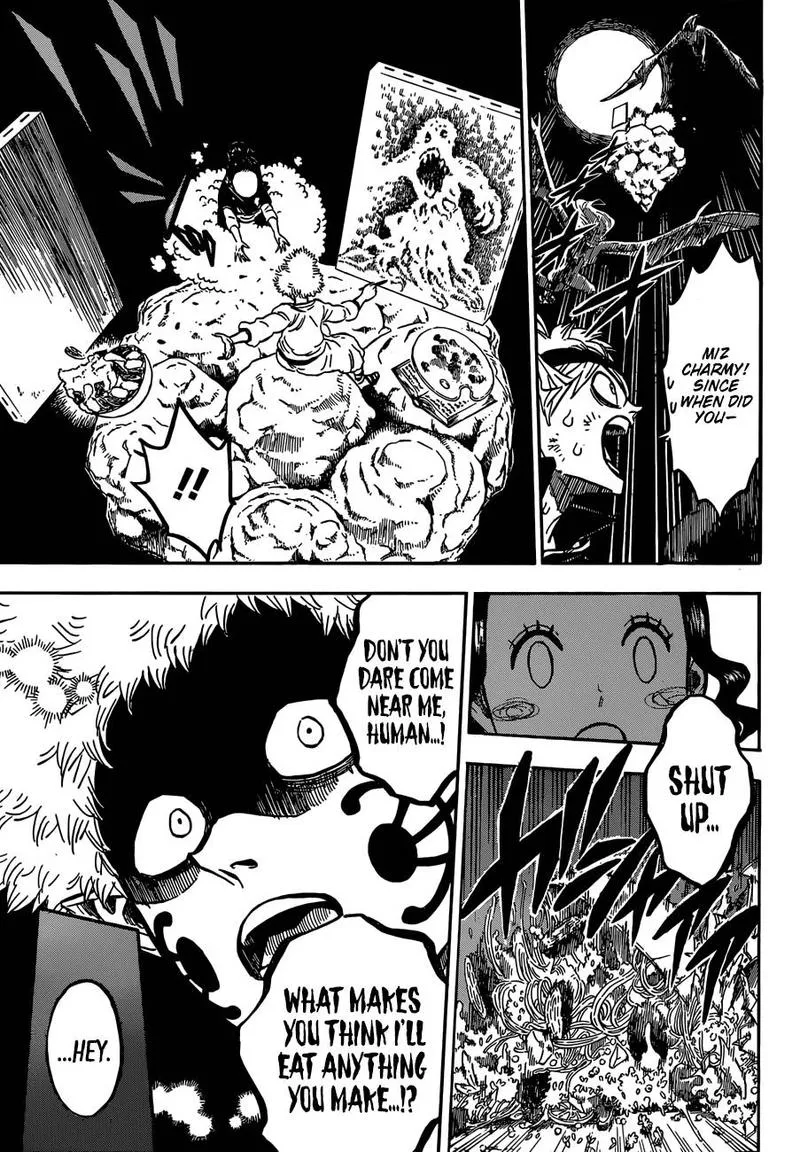 MIZ
CHARMY!
SINCE
WHEN DID
YOU–
!!
SHUT
UP...
DON'T YOU
DARE COME
NEAR ME,
HUMAN...!
WHAT MAKES
YOU THINK I'LL
EAT ANYTHING
YOU MAKE...!?
...HEY.